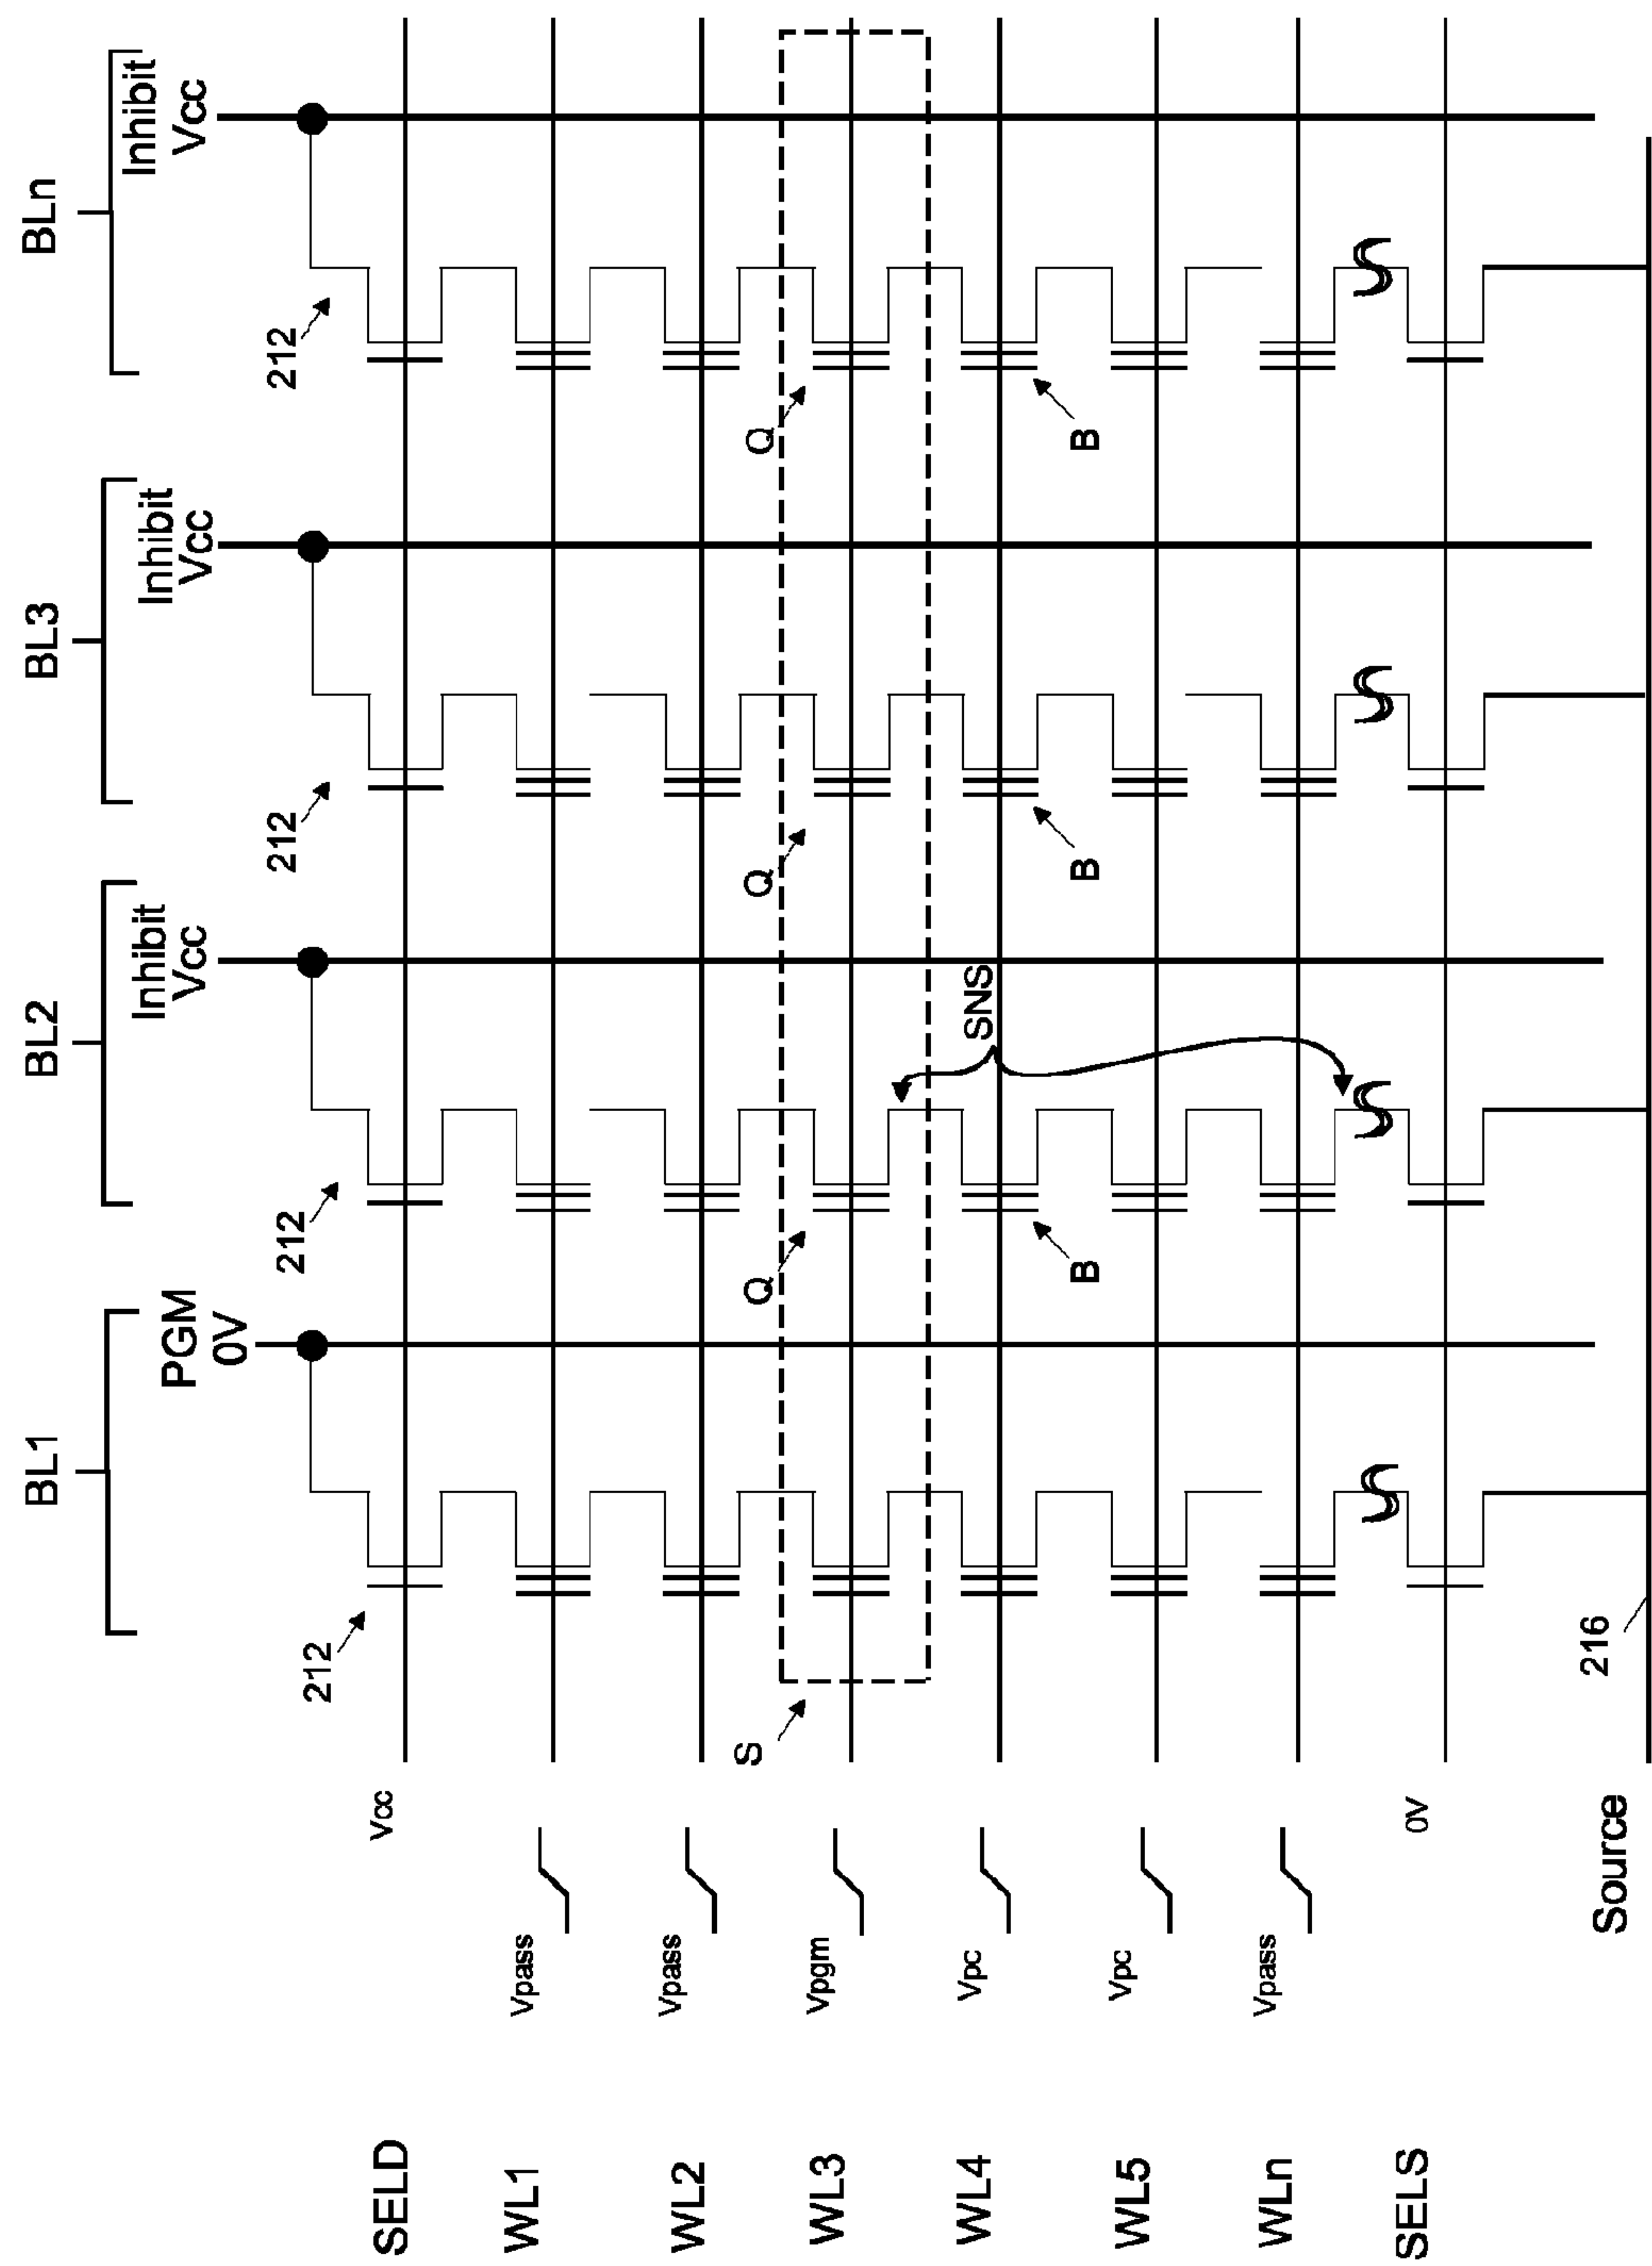 BL1
BL2
BL3
BLn
PGM
0V
Inhibit
Vcc
Inhibit
Vcc
Inhibit
Vcc
212
212
212
212
SELD
Vcc
WL1
Vpass
WL2
Vpass
S
Q
Q
Q
WL3
Vpgm
SNS
WL4
Vpc
B
B
B
WL5
Vpc
WLn
Vpass
SELS
0V
216
Source